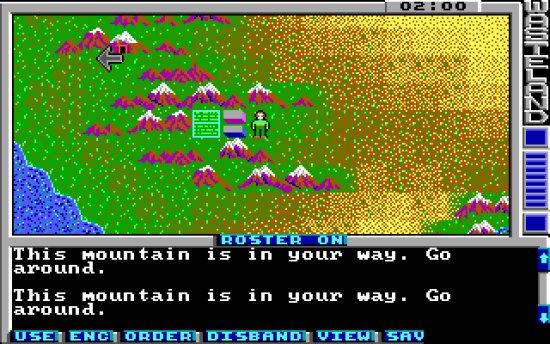 02:00
WASTELAND
ROSTER ON
This mountain is in your way. Go
around.
This mountain is in your way. Go
around.
USE ENC ORDER DISBAND VIEW SAV